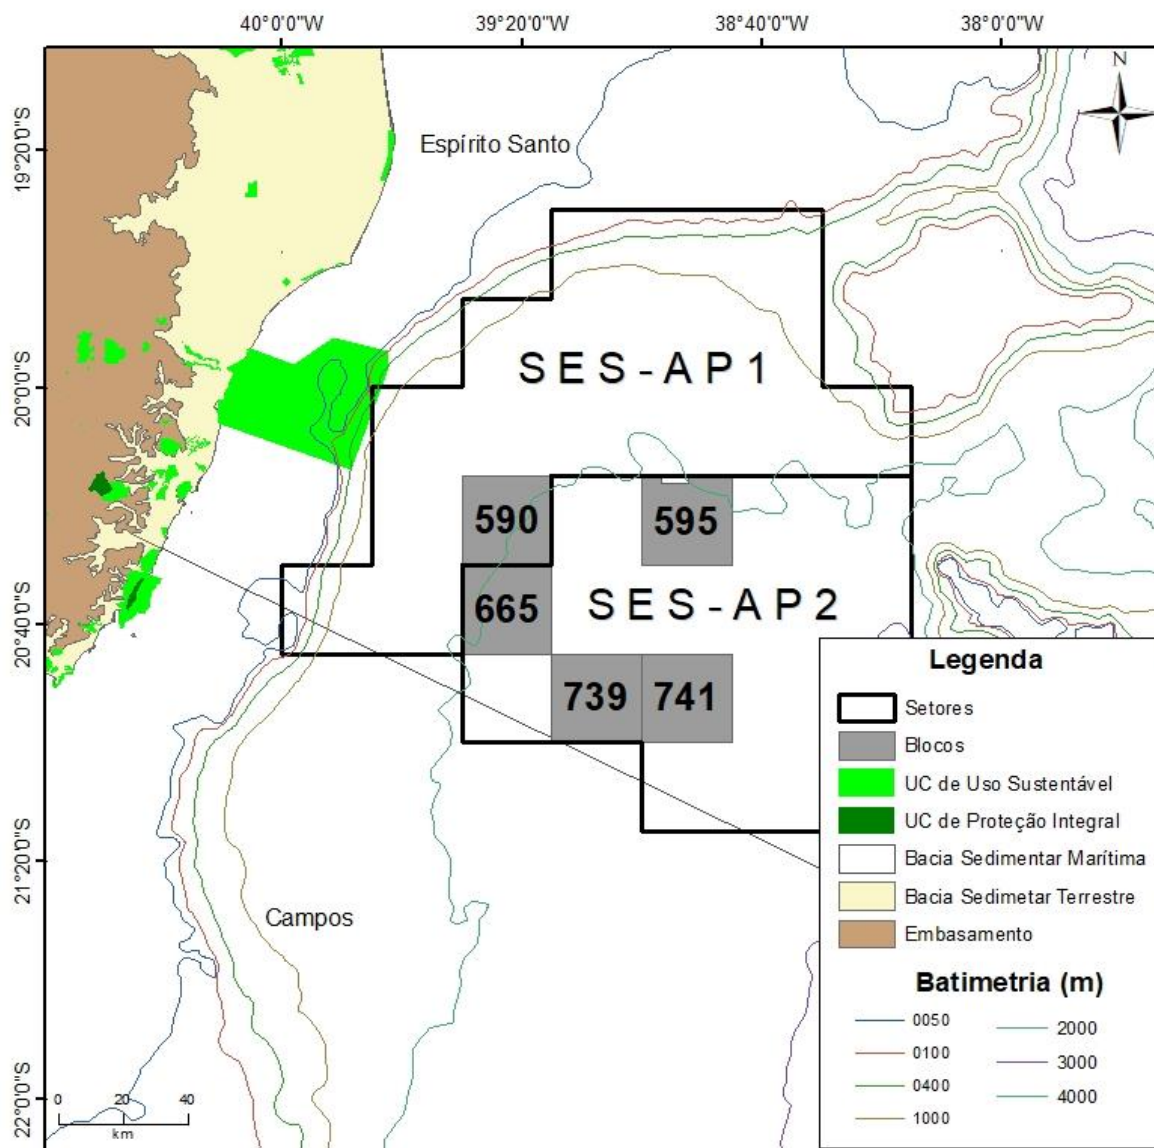 40°0'0"W 39°20'0"W 38°40'0"W 38°0'0"W
N
19°20'0"S
Espírito Santo
SES-AP1
20°0'0"S
590 595
665 SES-AP2
20°40'0"S
739 741
21°20'0"S
Campos
22°0'0"S
0 20 40
km
Legenda
Setores
Blocos
UC de Uso Sustentável
UC de Proteção Integral
Bacia Sedimentar Marítima
Bacia Sedimetar Terrestre
Embasamento
Batimetria (m)
0050 2000
0100 3000
0400 4000
1000